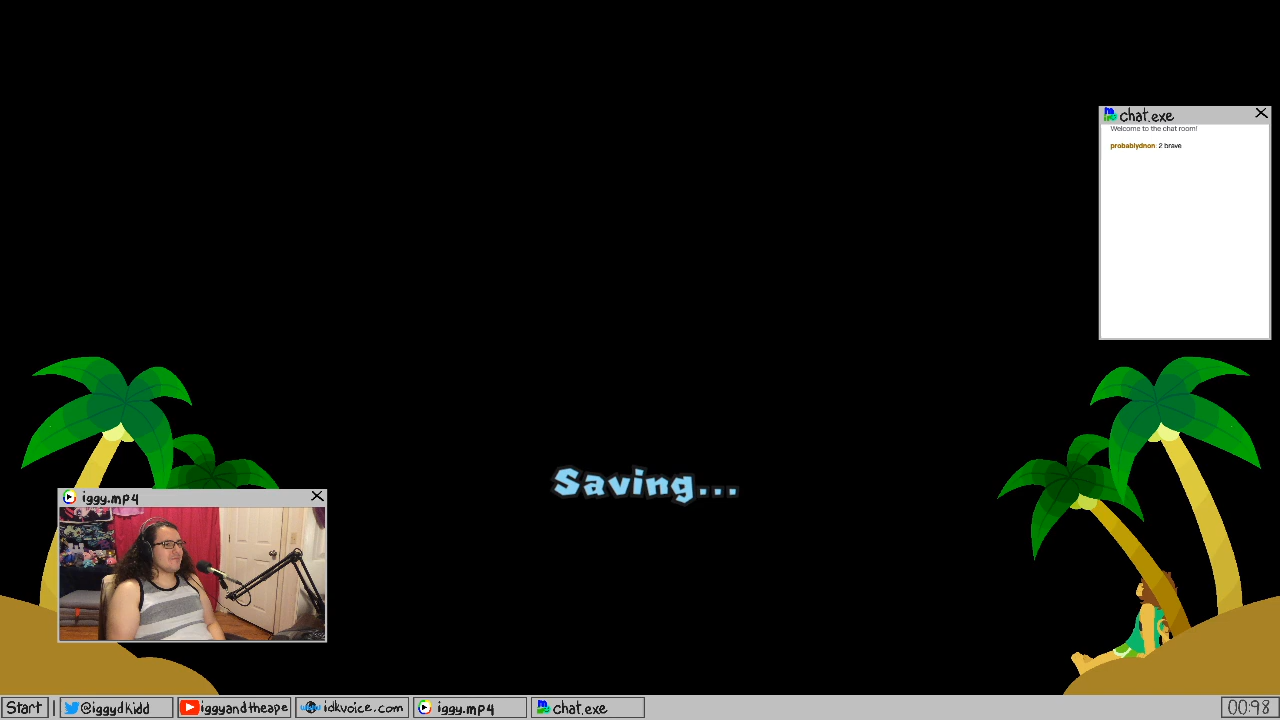 chat.exe
Welcome to the chat room!
probablydnon: 2 brave
Saving...
iggy.mp4
Start
@iggydkidd
iggyandtheape
www
idkvoice.com
iggy.mp4
chat.exe
00:98